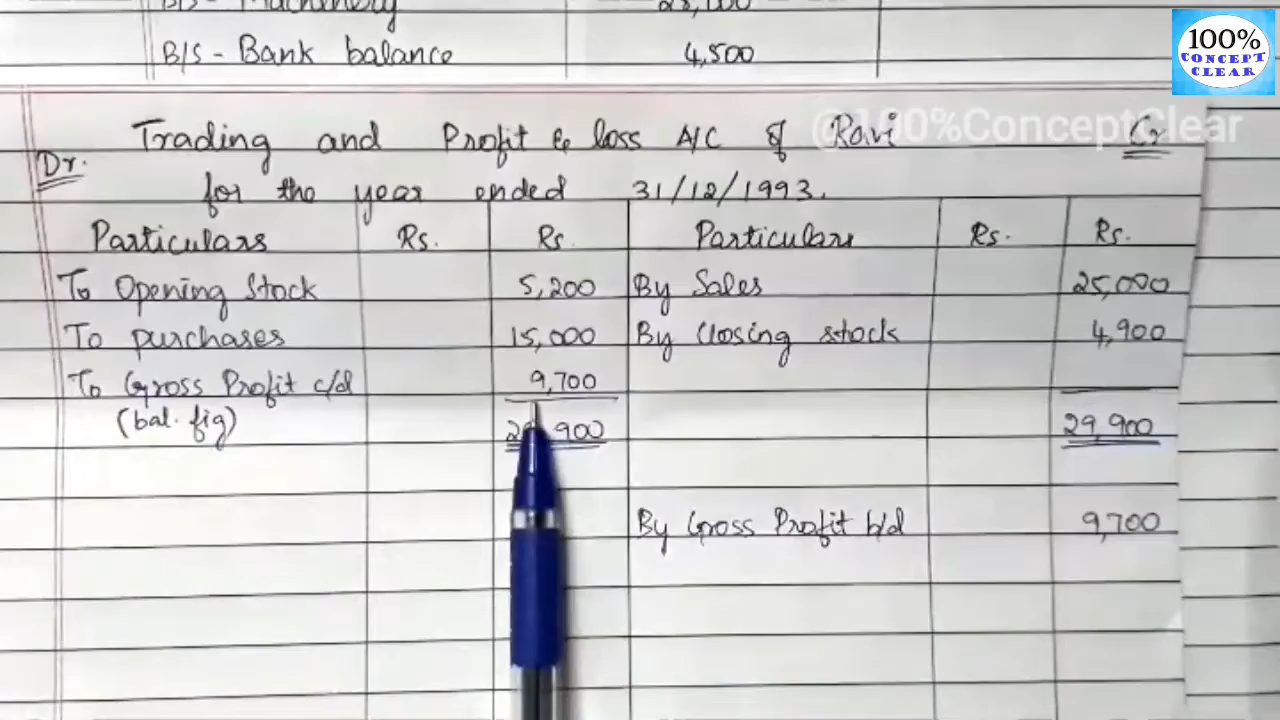 B/S - Machinery
B/S - Bank balance 4,500
100%
CONCEPT
CLEAR
@100%ConceptClear
Trading and Profit & loss A/C of Ravi Cr
Dr.
for the year ended 31/12/1993.
Particulars Rs. Rs. Particulars Rs. Rs.
To Opening Stock 5,200 By Sales 25,000
To purchases 15,000 By Closing stock 4,900
To Gross Profit c/d 9,700
(bal. fig) 29,900
By Gross Profit b/d 9,700